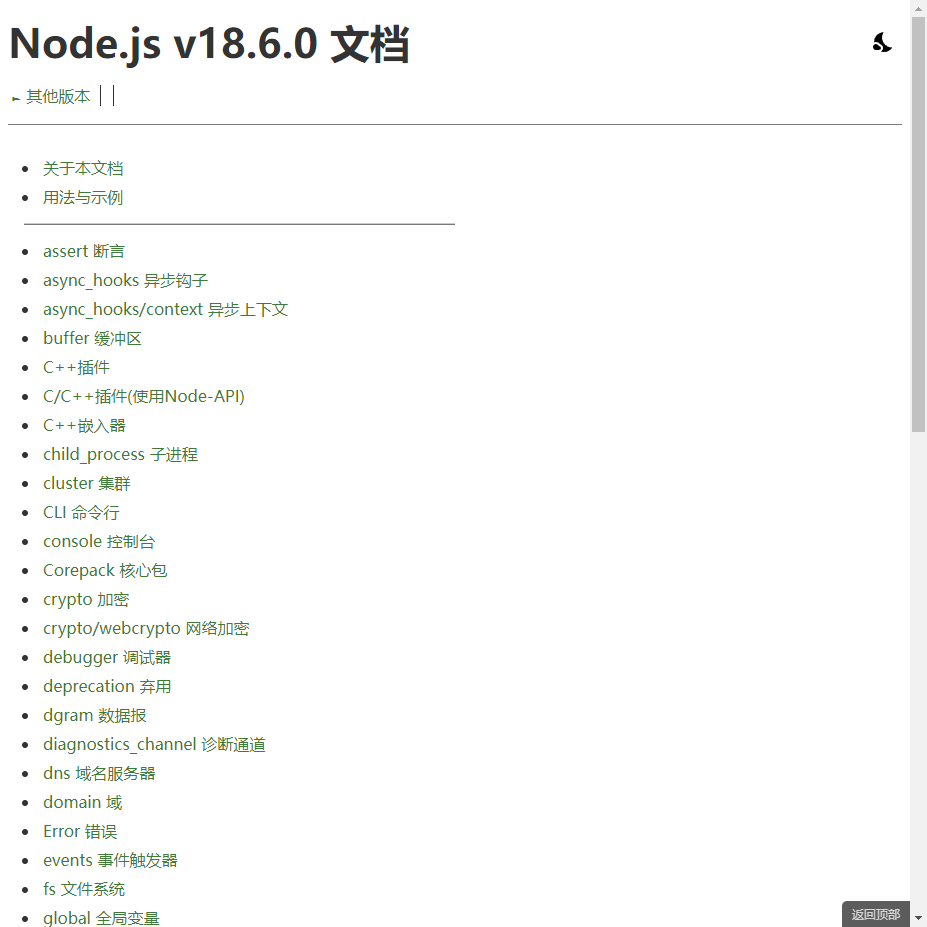 Node.js v18.6.0 文档
► 其他版本
关于本文档
用法与示例
assert 断言
async_hooks 异步钩子
async_hooks/context 异步上下文
buffer 缓冲区
C++插件
C/C++插件(使用Node-API)
C++嵌入器
child_process 子进程
cluster 集群
CLI 命令行
console 控制台
Corepack 核心包
crypto 加密
crypto/webcrypto 网络加密
debugger 调试器
deprecation 弃用
dgram 数据报
diagnostics_channel 诊断通道
dns 域名服务器
domain 域
Error 错误
events 事件触发器
fs 文件系统
global 全局变量
返回顶部